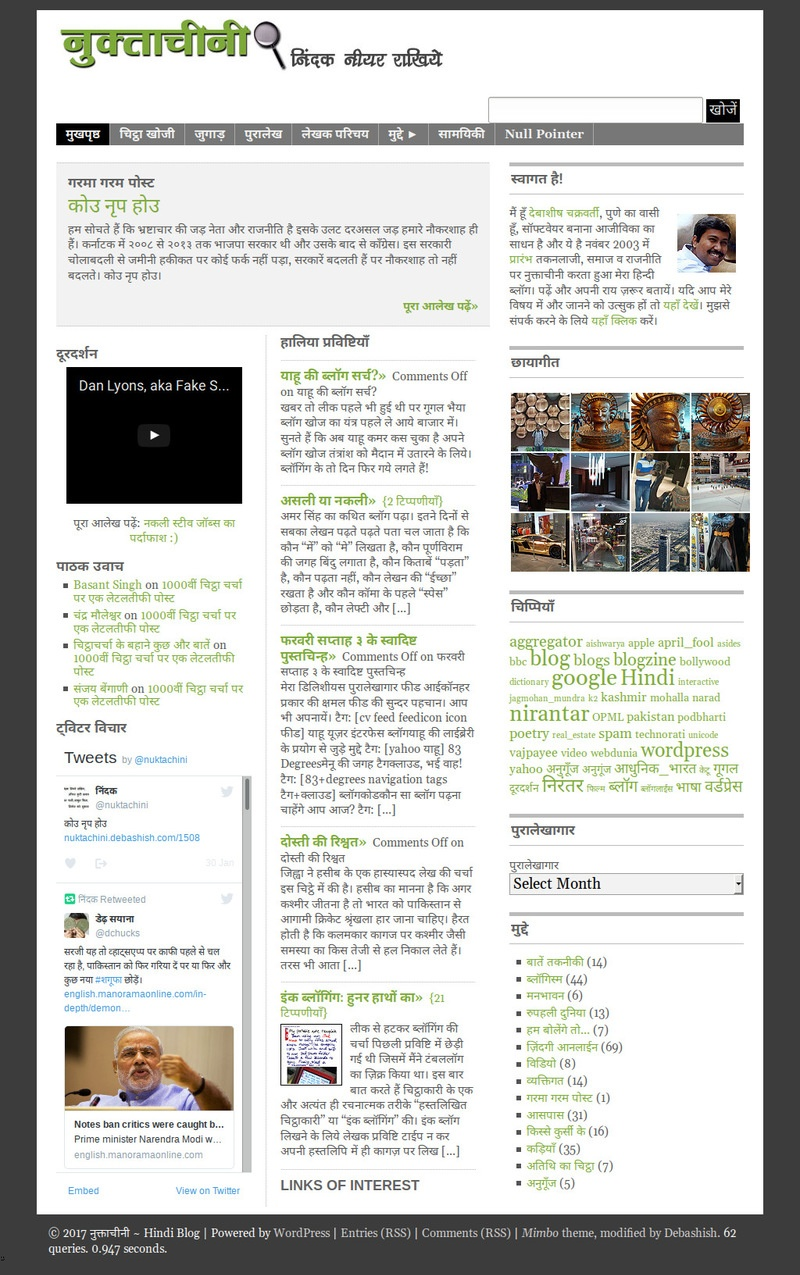 नुक्ताचीनी
निंदक नीयर राखिये
खोजें
मुखपृष्ठ चिट्ठा खोजी जुगाड़ पुरालेख लेखक परिचय मुद्दे ► सामयिकी Null Pointer
गरमा गरम पोस्ट
कोउ नृप होउ
हम सोचते हैं कि भ्रष्टाचार की जड़ नेता और राजनीति है इसके उलट दरअसल जड़ हमारे नौकरशाह ही
हैं। कर्नाटक में २००८ से २०१३ तक भाजपा सरकार थी और उसके बाद से काँग्रेस। इस सरकारी
चोलाबदली से जमीनी हकीकत पर कोई फर्क नहीं पड़ा, सरकारें बदलती हैं पर नौकरशाह तो नहीं
बदलते। कोउ नृप होउ।
पूरा आलेख पढ़ें»
दूरदर्शन
Dan Lyons, aka Fake S...
पूरा आलेख पढ़ें: नकली स्टीव जॉब्स का
पर्दाफाश :)
पाठक उवाच
Basant Singh on 1000वीं चिट्ठा चर्चा
पर एक लेटलतीफी पोस्ट
चंद्र मौलेश्वर on 1000वीं चिट्ठा चर्चा पर
एक लेटलतीफी पोस्ट
चिट्ठाचर्चा के बहाने कुछ और बातें on
1000वीं चिट्ठा चर्चा पर एक लेटलतीफी
पोस्ट
संजय बेंगाणी on 1000वीं चिट्ठा चर्चा पर
एक लेटलतीफी पोस्ट
ट्विटर विचार
Tweets by @nuktachini
निंदक
@nuktachini
कोउ नृप होउ
nuktachini.debashish.com/1508
30 Jan
निंदक Retweeted
डेढ़ सयाना
@dchucks
सरजी यह तो व्हाट्सएप्प पर काफी पहले से चल
रहा है, पाकिस्तान को फिर गरिया दें पर या फिर और
कुछ नया #शगूफा छोड़ें।
english.manoramaonline.com/in-
depth/demon…
Notes ban critics were caught b...
Prime minister Narendra Modi w...
english.manoramaonline.com
Embed View on Twitter
हालिया प्रविष्टियाँ
याहू की ब्लॉग सर्च?» Comments Off
on याहू की ब्लॉग सर्च?
खबर तो लीक पहले भी हुई थी पर गूगल भैया
ब्लॉग खोज का यंत्र पहले ले आये बाजार में।
सुनते हैं कि अब याहू कमर कस चुका है अपने
ब्लॉग खोज तंत्रांश को मैदान में उतारने के लिये।
ब्लॉगिंग के तो दिन फिर गये लगते हैं!
असली या नकली» {2 टिप्पणीयाँ}
अमर सिंह का कथित ब्लॉग पढ़ा। इतने दिनों से
सबका लेखन पढ़ते पढ़ते पता चल जाता है कि
कौन “में” को “मे” लिखता है, कौन पूर्णविराम
की जगह बिंदु लगाता है, कौन किताबें “पड़ता”
है, कौन पढ़ता नहीं, कौन लेखन की “ईच्छा”
रखता है और कौन कॉमा के पहले “स्पेस”
छोड़ता है, कौन लेफ्टी और [...]
फरवरी सप्ताह ३ के स्वादिष्ट
पुस्तचिन्ह» Comments Off on फरवरी
सप्ताह ३ के स्वादिष्ट पुस्तचिन्ह
मेरा डिलिशीयस पुरालेखागार फीड आईकॉनहर
प्रकार की क्षमल फीड की सुन्दर पहचान। आप
भी अपनायें। टैग: [cv feed feedicon icon
फीड] याहू यूज़र इंटरफेस ब्लॉगयाहू की लाईब्रेरी
के प्रयोग से जुड़े मुद्दे टैग: [yahoo याहू] 83
Degreesमेनू की जगह टैगक्लाउड, भई वाह!
टैग: [83+degrees navigation tags
टैग+क्लाउड] ब्लॉगकोडकौन सा ब्लॉग पढ़ना
चाहेंगे आप आज? टैग: [...]
दोस्ती की रिश्वत» Comments Off on
दोस्ती की रिश्वत
जिह्वा ने हसीब के एक हास्यास्पद लेख की चर्चा
इस चिट्ठे में की है। हसीब का मानना है कि अगर
कश्मीर जीतना है तो भारत को पाकिस्तान से
आगामी क्रिकेट श्रृंखला हार जाना चाहिए। हैरत
होती है कि कलमकार कागज पर कश्मीर जैसी
समस्या का किस तेजी से हल निकाल लेते हैं।
तरस भी आता [...]
इंक ब्लॉगिंग: हुनर हाथों का» {21
टिप्पणीयाँ}
लीक से हटकर ब्लॉगिंग की
चर्चा पिछली प्रविष्टि में छेड़ी
गई थी जिसमें मैंने टंबललॉग
का ज़िक्र किया था। इस बार
बात करते हैं चिट्ठाकारी के एक
और अत्यंत ही रचनात्मक तरीके “हस्तलिखित
चिट्ठाकारी” या “इंक ब्लॉगिंग” की। इंक ब्लॉग
लिखने के लिये लेखक प्रविष्टि टाईप न कर
अपनी हस्तलिपि में ही कागज़ पर लिख [...]
LINKS OF INTEREST
स्वागत है!
मैं हूँ देबाशीष चक्रवर्ती, पुणे का वासी
हूँ, सॉफ्टवेयर बनाना आजीविका का
साधन है और ये है नवंबर 2003 में
प्रारंभ तकनालाजी, समाज व राजनीति
पर नुक्ताचीनी करता हुआ मेरा हिन्दी
ब्लॉग। पढ़ें और अपनी राय ज़रूर बतायें। यदि आप मेरे
विषय में और जानने को उत्सुक हों तो यहाँ देखें। मुझसे
संपर्क करने के लिये यहाँ क्लिक करें।
छायागीत
चिप्पियाँ
aggregator aishwarya apple april_fool asides
bbc blog blogs blogzine bollywood
dictionary google Hindi interactive
jagmohan_mundra k2 kashmir mohalla narad
nirantar OPML pakistan podbharti
poetry real_estate spam technorati unicode
vajpayee video webdunia wordpress
yahoo अनुगूँज अनुगूंज आधुनिक_भारत केटू गूगल
दूरदर्शन निरंतर फिल्म ब्लॉग ब्लॉगलाईंस भाषा वर्डप्रेस
पुरालेखागार
पुरालेखागार
Select Month
मुद्दे
बातें तकनीकी (14)
ब्लॉगिस्म (44)
मनभावन (6)
रुपहली दुनिया (13)
हम बोलेंगे तो... (7)
ज़िंदगी आनलाईन (69)
विडियो (8)
व्यक्तिगत (14)
गरमा गरम पोस्ट (1)
आसपास (31)
किस्से कुर्सी के (16)
कड़ियाँ (35)
अतिथि का चिट्ठा (7)
अनुगूँज (5)
© 2017 नुक्ताचीनी ~ Hindi Blog | Powered by WordPress | Entries (RSS) | Comments (RSS) | Mimbo theme, modified by Debashish. 62
queries. 0.947 seconds.